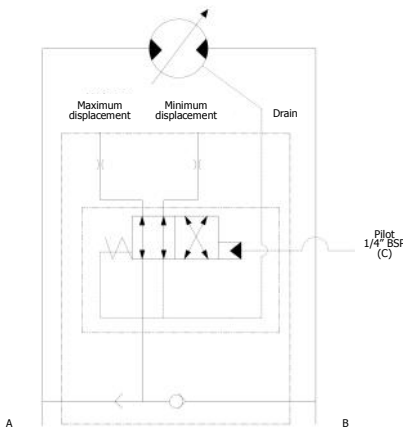 Maximum
displacement
Minimum
displacement
Drain
Pilot
1/4" BSP
(C)
A
B